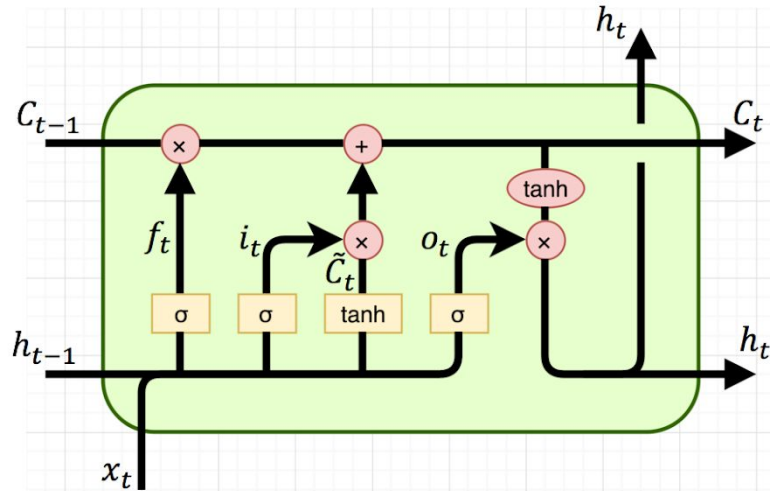 h_t
C_{t-1}
×
+
C_t
tanh
f_t
i_t
×
o_t
×
C̃_t
σ
σ
tanh
σ
h_{t-1}
h_t
x_t